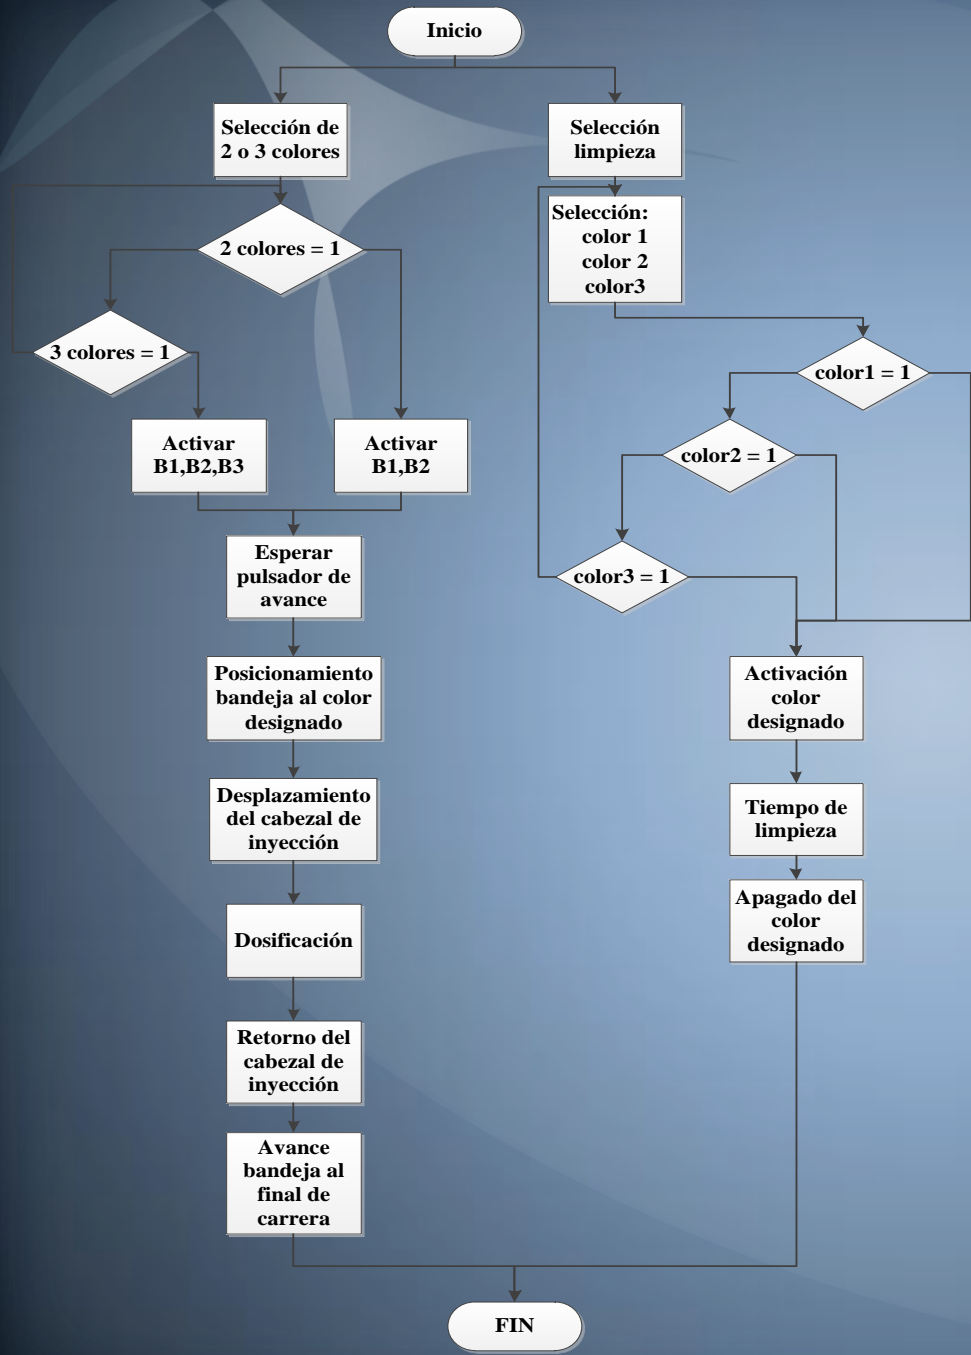 Inicio
Selección de
2 o 3 colores
2 colores = 1
3 colores = 1
Activar
B1,B2,B3
Activar
B1,B2
Esperar
pulsador de
avance
Posicionamiento
bandeja al color
designado
Desplazamiento
del cabezal de
inyección
Dosificación
Retorno del
cabezal de
inyección
Avance
bandeja al
final de
carrera
Selección
limpieza
Selección:
color 1
color 2
color3
color1 = 1
color2 = 1
color3 = 1
Activación
color
designado
Tiempo de
limpieza
Apagado del
color
designado
FIN